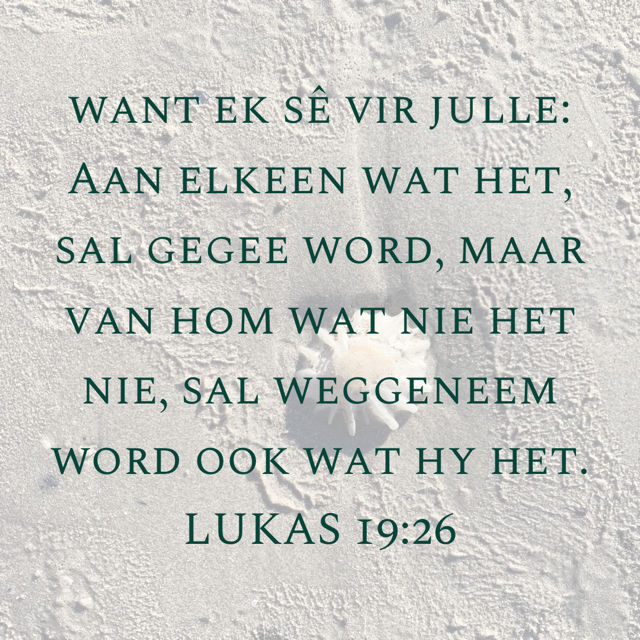 want ek sê vir julle:
Aan elkeen wat het,
sal gegee word, maar
van hom wat nie het
nie, sal weggeneem
word ook wat hy het.
LUKAS 19:26